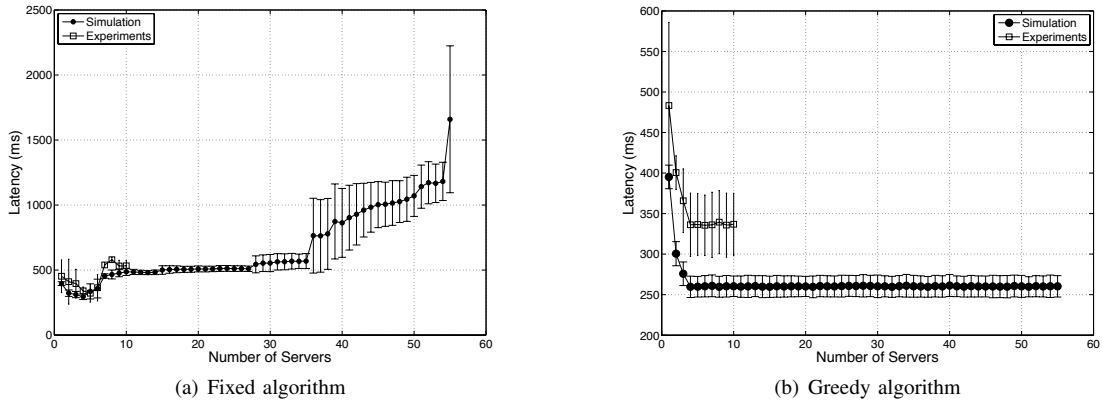 2500
2000
1500
1000
500
0
Latency (ms)
0 10 20 30 40 50 60
Number of Servers
Simulation
Experiments
(a) Fixed algorithm
600
550
500
450
400
350
300
250
200
Latency (ms)
0 10 20 30 40 50 60
Number of Servers
Simulation
Experiments
(b) Greedy algorithm